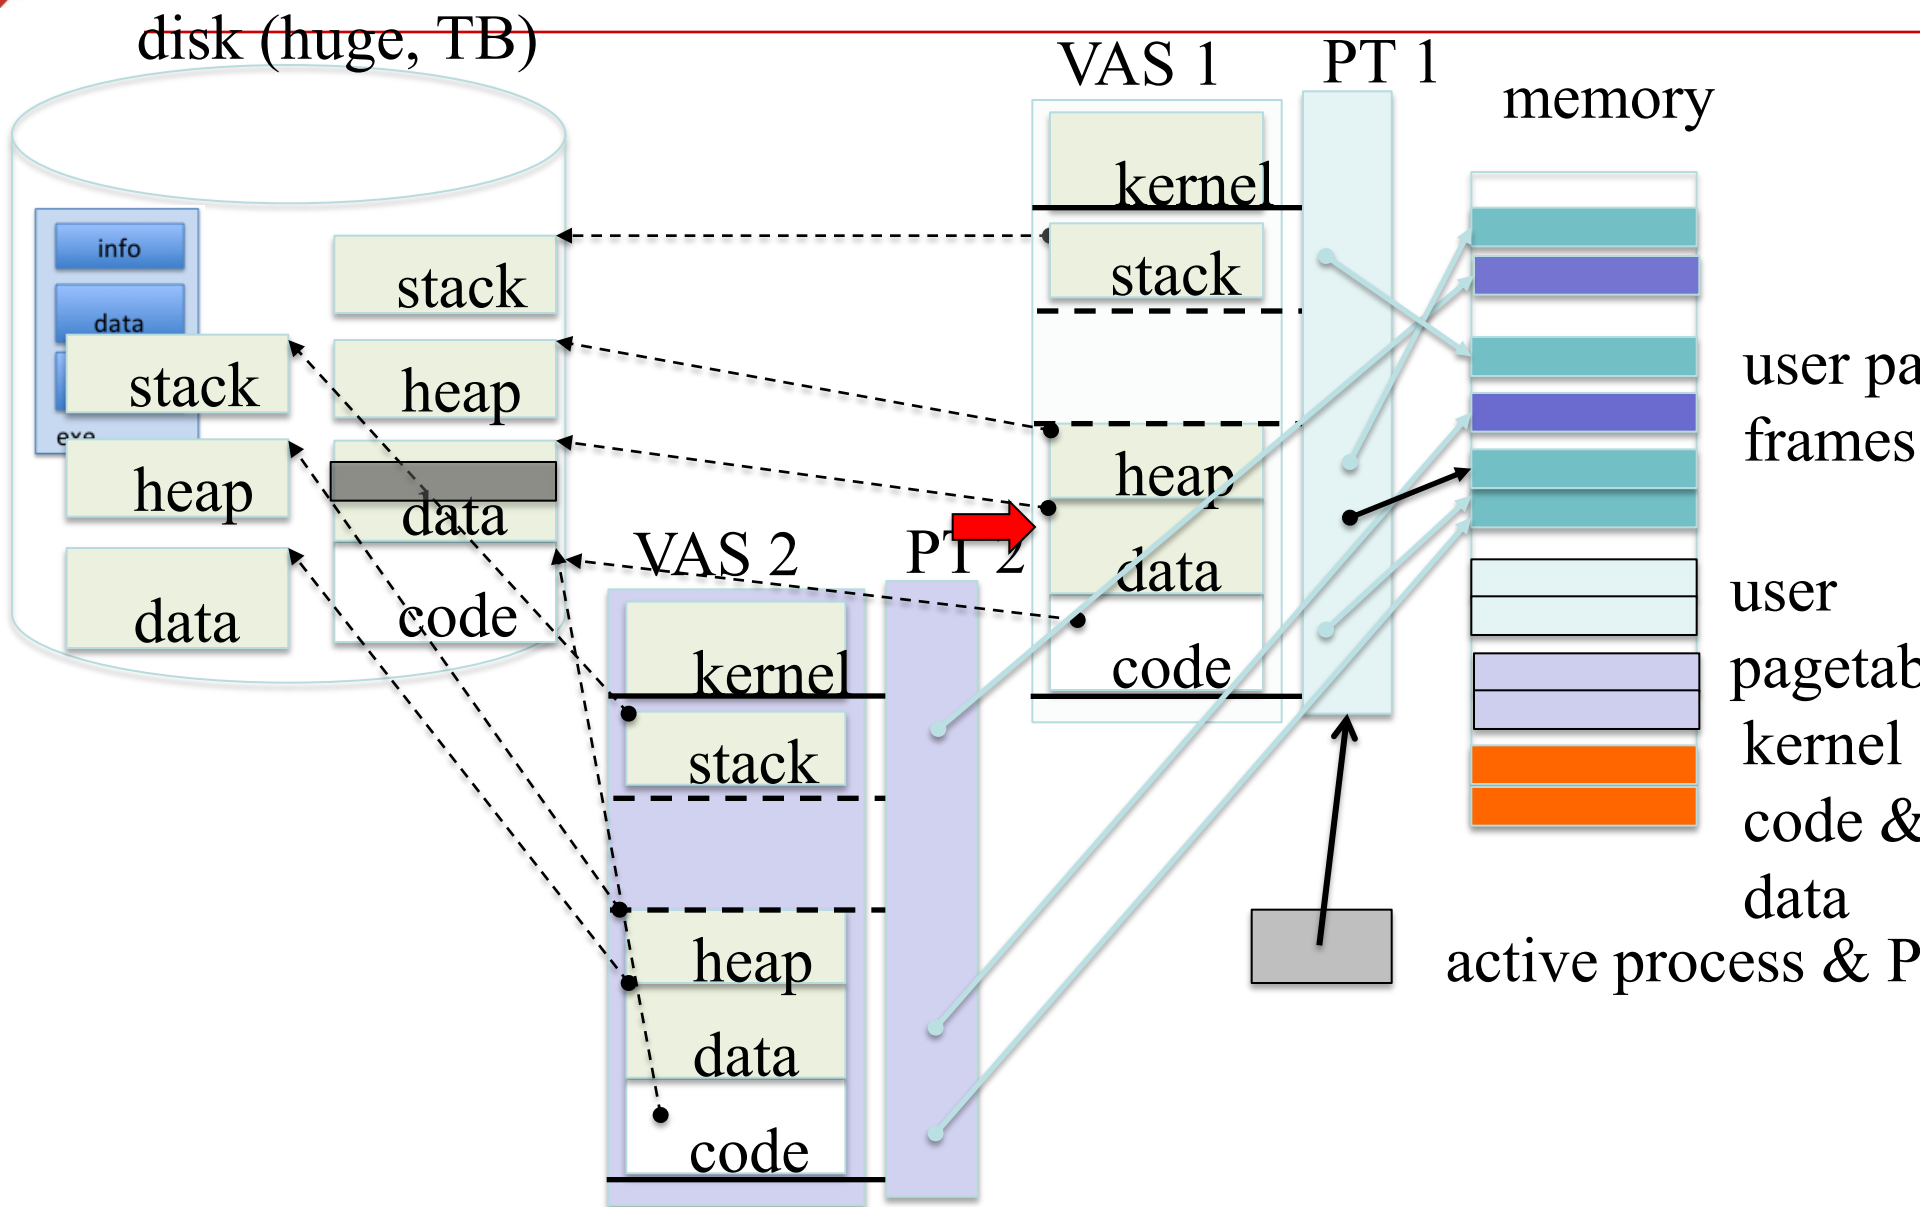 disk (huge, TB)
VAS 1
PT 1
memory
info
data
exe
stack
heap
data
stack
heap
data
code
kernel
stack
heap
data
code
VAS 2
PT 2
kernel
stack
heap
data
code
user pa
frames
user
pagetab
kernel
code &
data
active process & P